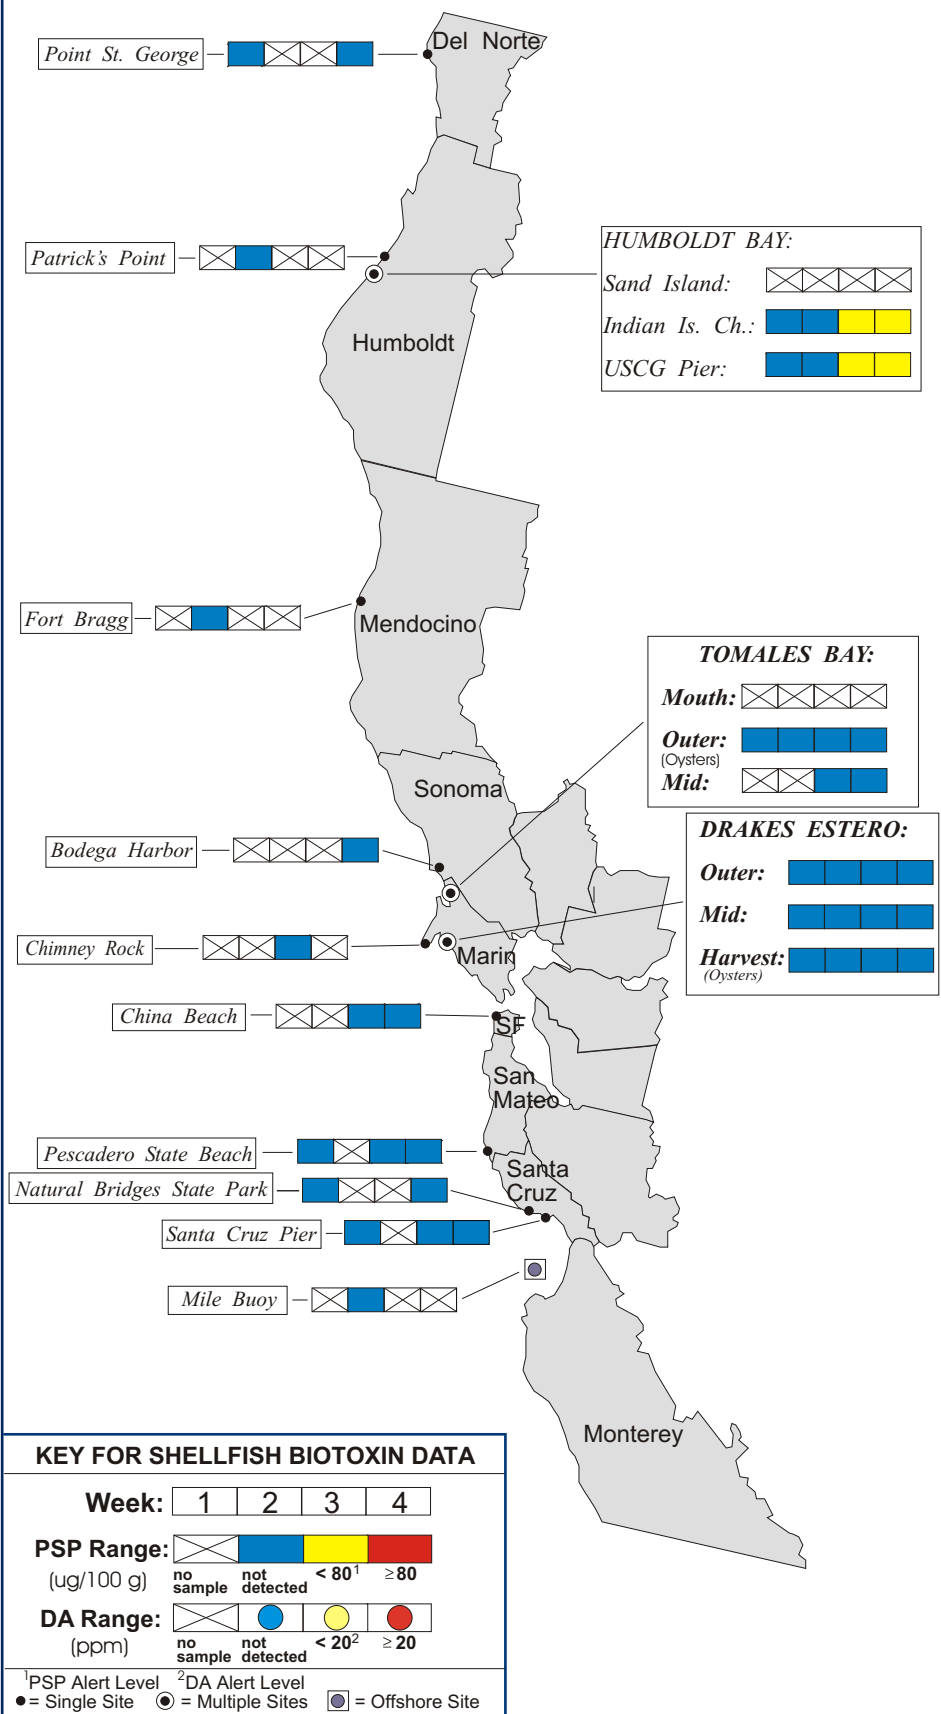 Del Norte
Point St. George
Patrick's Point
HUMBOLDT BAY:
Sand Island:
Indian Is. Ch.:
USCG Pier:
Humboldt
Fort Bragg
Mendocino
TOMALES BAY:
Mouth:
Outer:
(Oysters)
Mid:
Sonoma
DRAKES ESTERO:
Outer:
Mid:
Harvest:
(Oysters)
Bodega Harbor
Chimney Rock
Marin
China Beach
SF
San
Mateo
Pescadero State Beach
Santa
Cruz
Natural Bridges State Park
Santa Cruz Pier
Mile Buoy
Monterey
KEY FOR SHELLFISH BIOTOXIN DATA
Week: 1 2 3 4
PSP Range:
(ug/100 g)
no sample not detected < 80¹ ≥80
DA Range:
(ppm)
no sample not detected < 20² ≥ 20
¹PSP Alert Level ²DA Alert Level
= Single Site = Multiple Sites = Offshore Site